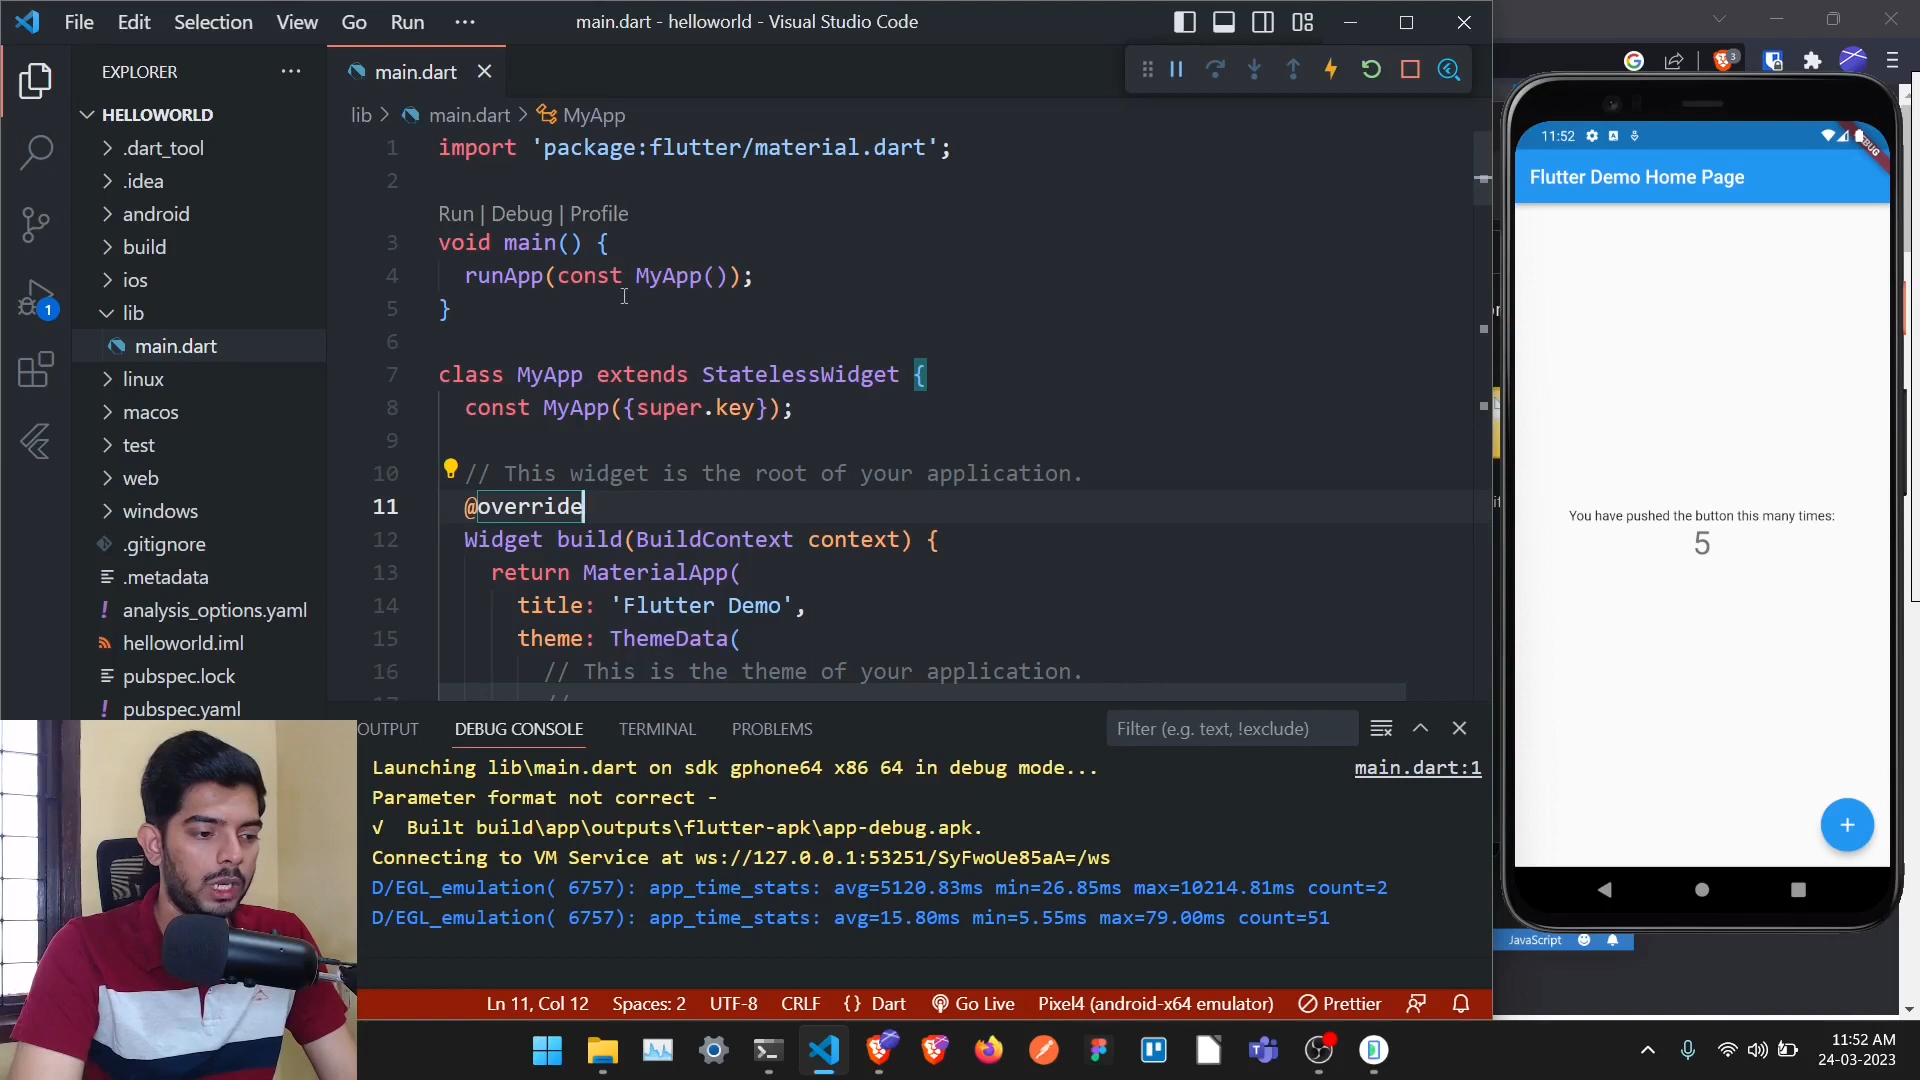 File Edit Selection View Go Run ···
main.dart - helloworld - Visual Studio Code
EXPLORER
main.dart
HELLOWORLD
.dart_tool
.idea
android
build
ios
lib
main.dart
linux
macos
test
web
windows
.gitignore
.metadata
! analysis_options.yaml
helloworld.iml
pubspec.lock
! pubspec.yaml
1
lib > main.dart > MyApp
1 import 'package:flutter/material.dart';
2
Run | Debug | Profile
3 void main() {
4 runApp(const MyApp());
5 }
6
7 class MyApp extends StatelessWidget {
8 const MyApp({super.key});
9
10 // This widget is the root of your application.
11 @override
12 Widget build(BuildContext context) {
13 return MaterialApp(
14 title: 'Flutter Demo',
15 theme: ThemeData(
16 // This is the theme of your application.
//
OUTPUT DEBUG CONSOLE TERMINAL PROBLEMS
Filter (e.g. text, !exclude)
Launching lib\main.dart on sdk gphone64 x86 64 in debug mode... main.dart:1
Parameter format not correct -
√ Built build\app\outputs\flutter-apk\app-debug.apk.
Connecting to VM Service at ws://127.0.0.1:53251/SyFwoUe85aA=/ws
D/EGL_emulation( 6757): app_time_stats: avg=5120.83ms min=26.85ms max=10214.81ms count=2
D/EGL_emulation( 6757): app_time_stats: avg=15.80ms min=5.55ms max=79.00ms count=51
Ln 11, Col 12 Spaces: 2 UTF-8 CRLF {} Dart Go Live Pixel4 (android-x64 emulator) Prettier
3
11:52
Flutter Demo Home Page
You have pushed the button this many times:
5
+
JavaScript
11:52 AM
24-03-2023